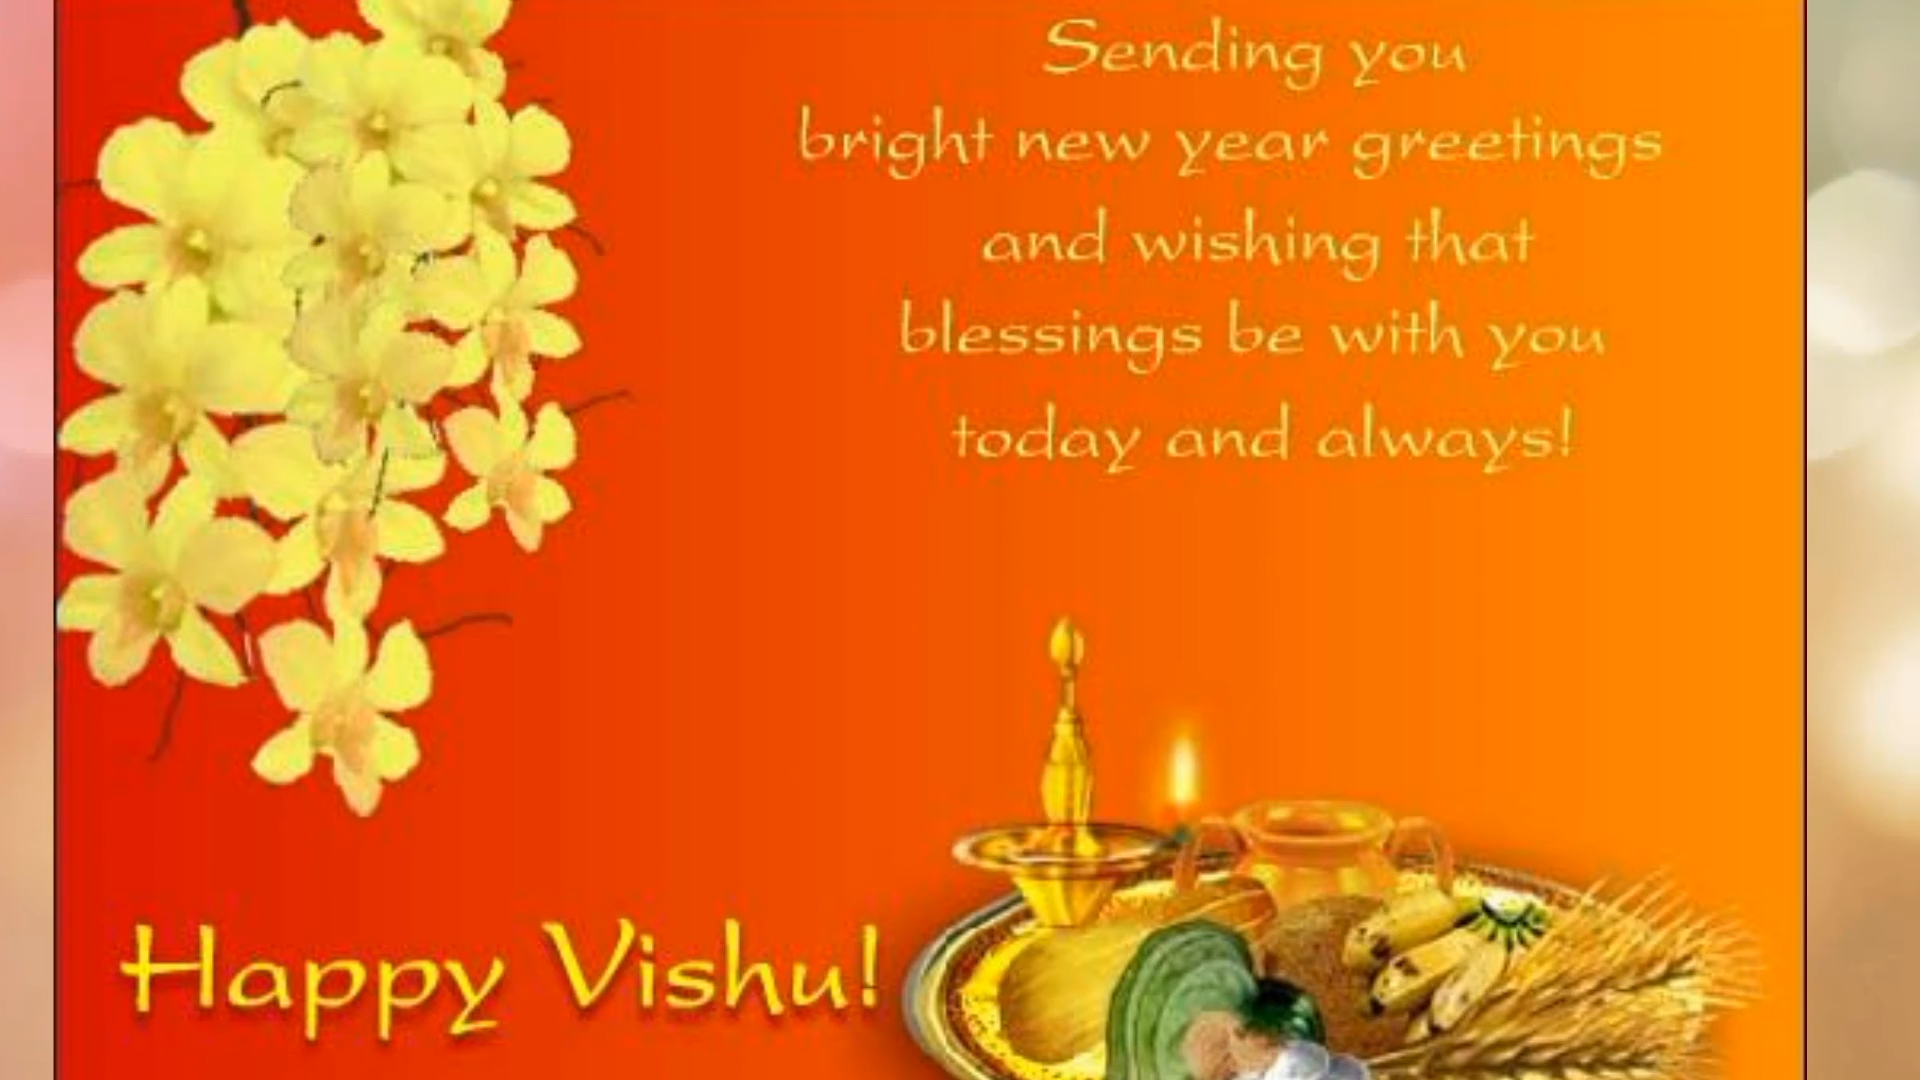 Sending you
bright new year greetings
and wishing that
blessings be with you
today and always!
Happy Vishu!